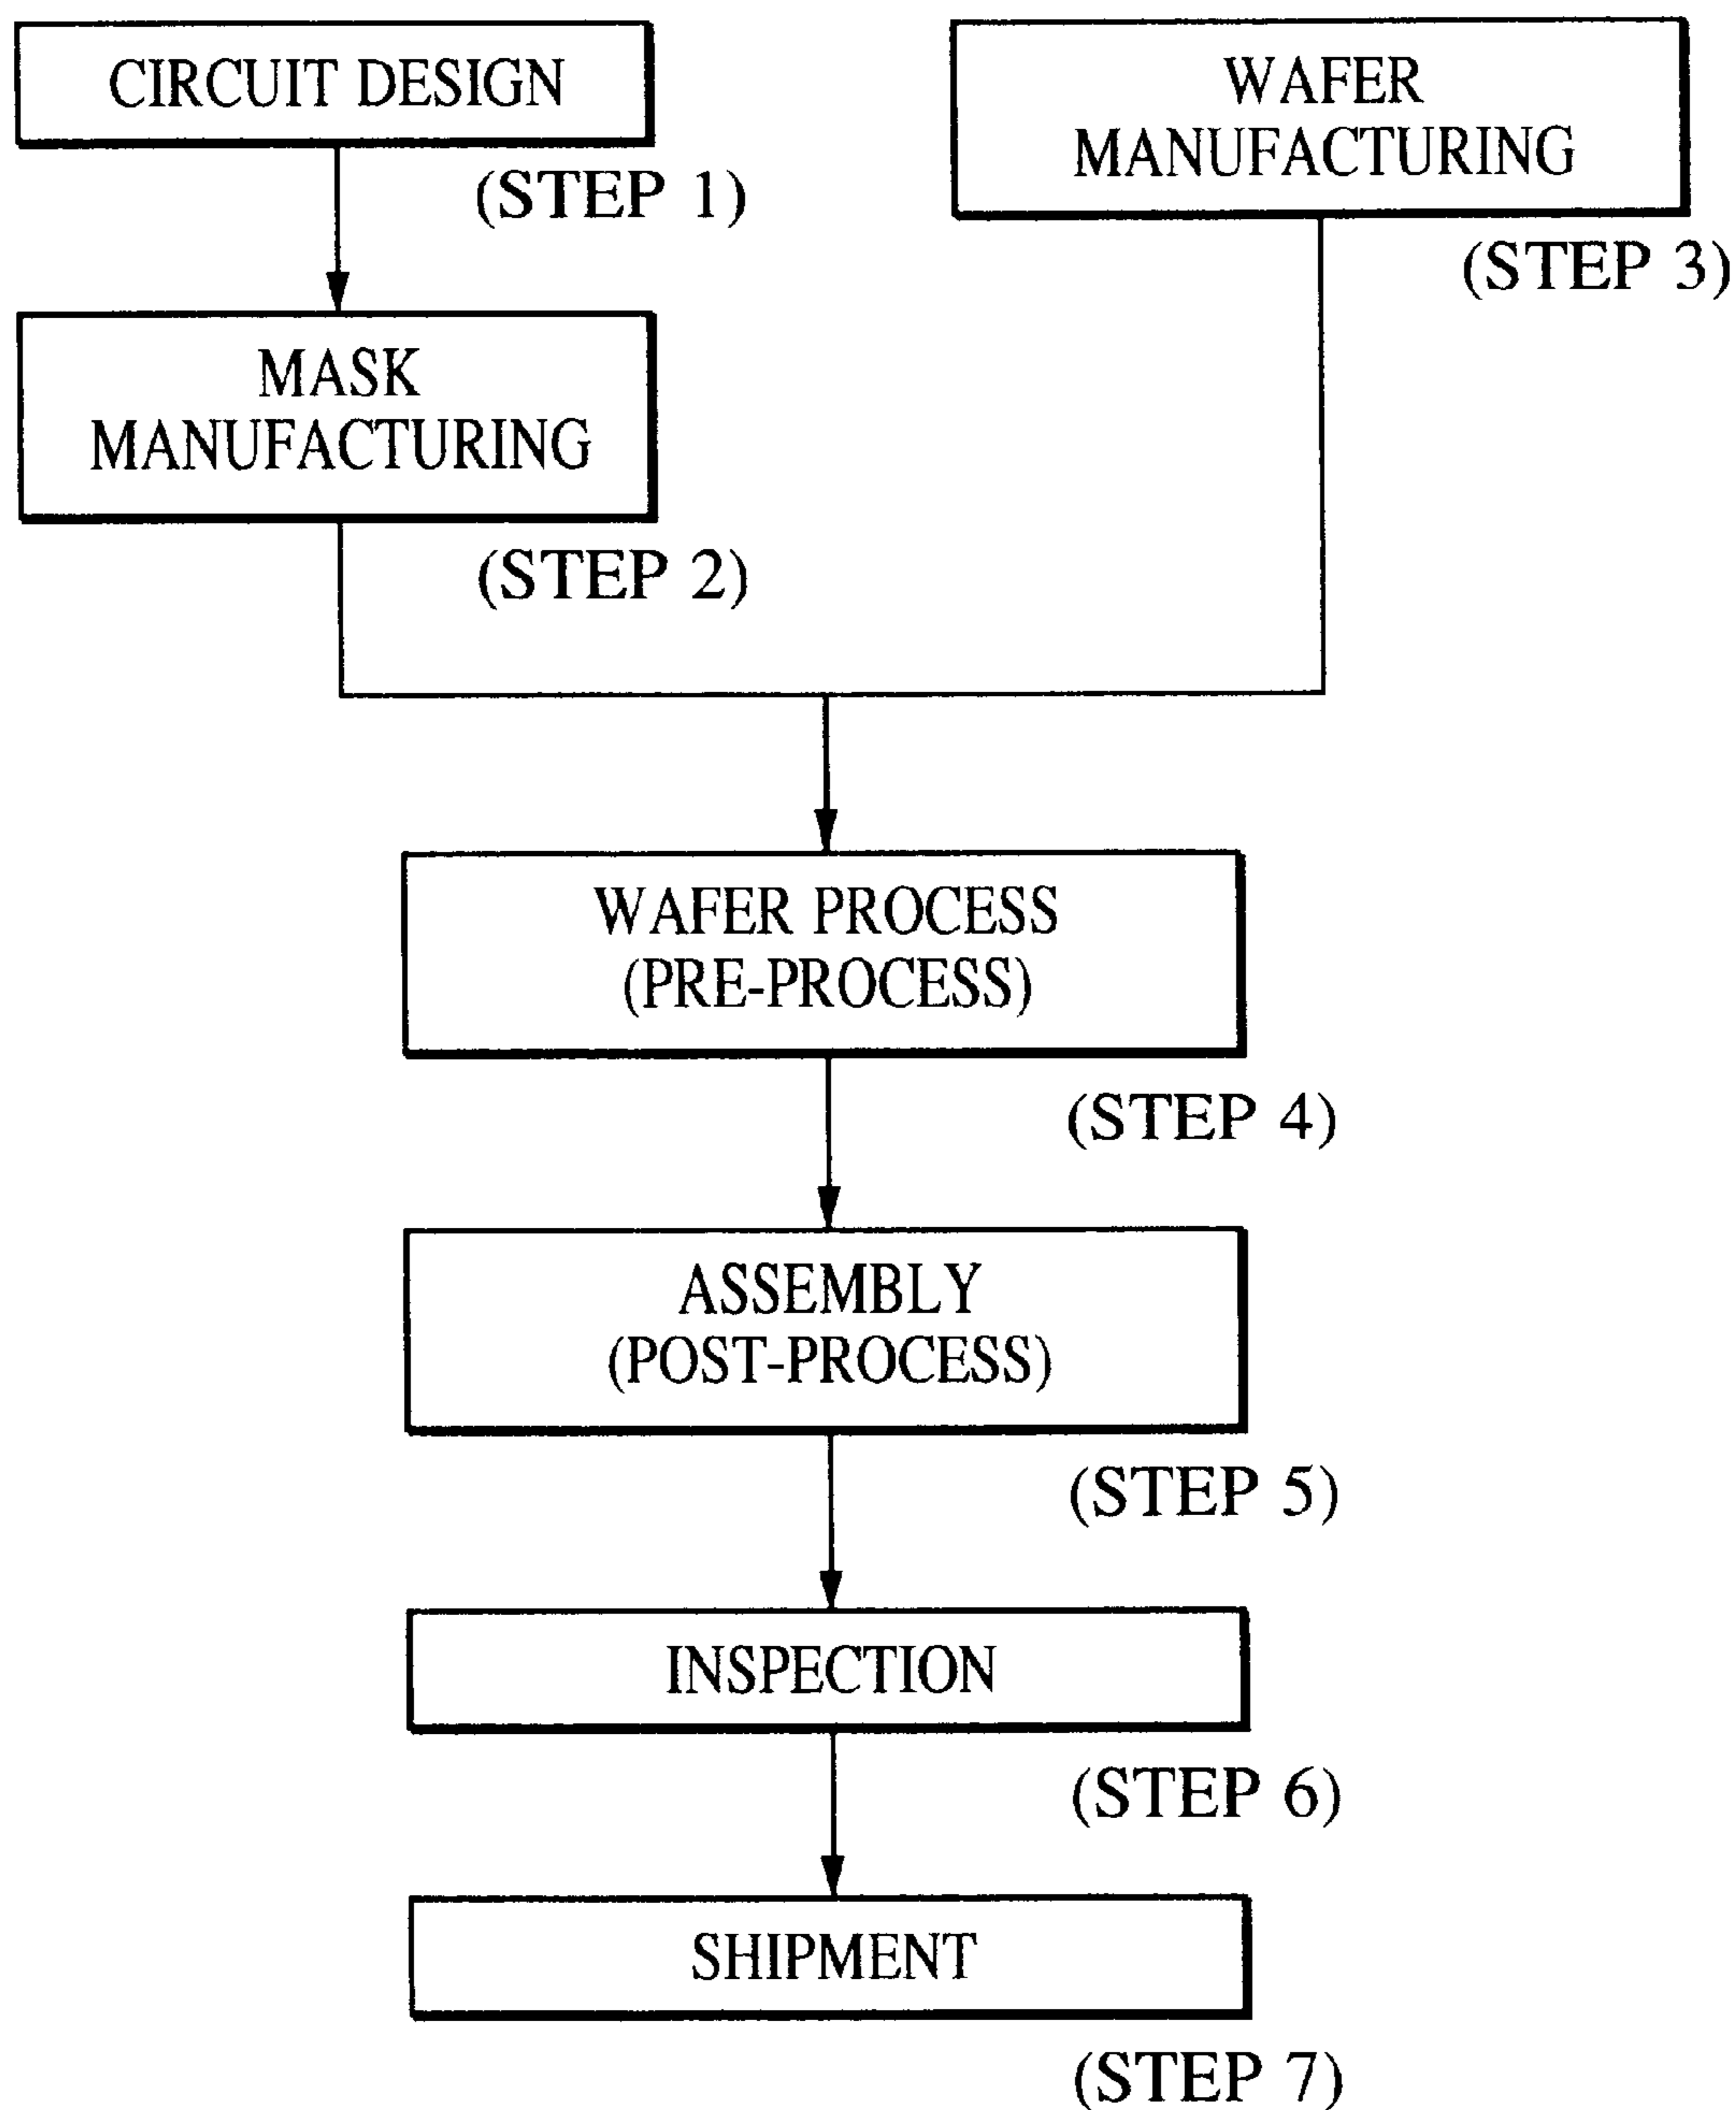 CIRCUIT DESIGN
(STEP 1)
MASK
MANUFACTURING
(STEP 2)
WAFER
MANUFACTURING
(STEP 3)
WAFER PROCESS
(PRE-PROCESS)
(STEP 4)
ASSEMBLY
(POST-PROCESS)
(STEP 5)
INSPECTION
(STEP 6)
SHIPMENT
(STEP 7)